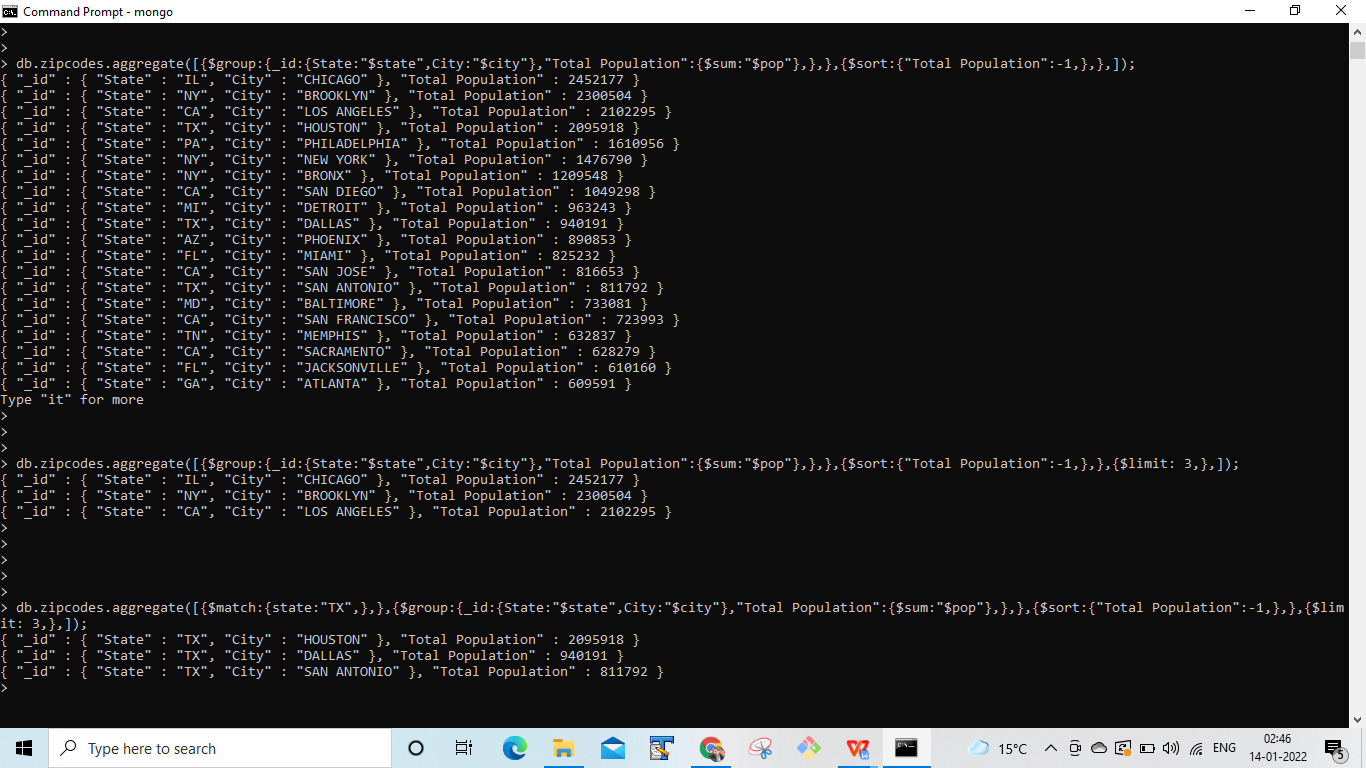 Command Prompt - mongo
>
>
> db.zipcodes.aggregate([{$group:{_id:{State:"$state",City:"$city"},"Total Population":{$sum:"$pop"},},},{$sort:{"Total Population":-1,},},]);
{ "_id" : { "State" : "IL", "City" : "CHICAGO" }, "Total Population" : 2452177 }
{ "_id" : { "State" : "NY", "City" : "BROOKLYN" }, "Total Population" : 2300504 }
{ "_id" : { "State" : "CA", "City" : "LOS ANGELES" }, "Total Population" : 2102295 }
{ "_id" : { "State" : "TX", "City" : "HOUSTON" }, "Total Population" : 2095918 }
{ "_id" : { "State" : "PA", "City" : "PHILADELPHIA" }, "Total Population" : 1610956 }
{ "_id" : { "State" : "NY", "City" : "NEW YORK" }, "Total Population" : 1476790 }
{ "_id" : { "State" : "NY", "City" : "BRONX" }, "Total Population" : 1209548 }
{ "_id" : { "State" : "CA", "City" : "SAN DIEGO" }, "Total Population" : 1049298 }
{ "_id" : { "State" : "MI", "City" : "DETROIT" }, "Total Population" : 963243 }
{ "_id" : { "State" : "TX", "City" : "DALLAS" }, "Total Population" : 940191 }
{ "_id" : { "State" : "AZ", "City" : "PHOENIX" }, "Total Population" : 890853 }
{ "_id" : { "State" : "FL", "City" : "MIAMI" }, "Total Population" : 825232 }
{ "_id" : { "State" : "CA", "City" : "SAN JOSE" }, "Total Population" : 816653 }
{ "_id" : { "State" : "TX", "City" : "SAN ANTONIO" }, "Total Population" : 811792 }
{ "_id" : { "State" : "MD", "City" : "BALTIMORE" }, "Total Population" : 733081 }
{ "_id" : { "State" : "CA", "City" : "SAN FRANCISCO" }, "Total Population" : 723993 }
{ "_id" : { "State" : "TN", "City" : "MEMPHIS" }, "Total Population" : 632837 }
{ "_id" : { "State" : "CA", "City" : "SACRAMENTO" }, "Total Population" : 628279 }
{ "_id" : { "State" : "FL", "City" : "JACKSONVILLE" }, "Total Population" : 610160 }
{ "_id" : { "State" : "GA", "City" : "ATLANTA" }, "Total Population" : 609591 }
Type "it" for more
>
>
>
> db.zipcodes.aggregate([{$group:{_id:{State:"$state",City:"$city"},"Total Population":{$sum:"$pop"},},},{$sort:{"Total Population":-1,},},{$limit: 3,},]);
{ "_id" : { "State" : "IL", "City" : "CHICAGO" }, "Total Population" : 2452177 }
{ "_id" : { "State" : "NY", "City" : "BROOKLYN" }, "Total Population" : 2300504 }
{ "_id" : { "State" : "CA", "City" : "LOS ANGELES" }, "Total Population" : 2102295 }
>
>
>
>
>
> db.zipcodes.aggregate([{$match:{state:"TX",},},{$group:{_id:{State:"$state",City:"$city"},"Total Population":{$sum:"$pop"},},},{$sort:{"Total Population":-1,},},{$lim
it: 3,},]);
{ "_id" : { "State" : "TX", "City" : "HOUSTON" }, "Total Population" : 2095918 }
{ "_id" : { "State" : "TX", "City" : "DALLAS" }, "Total Population" : 940191 }
{ "_id" : { "State" : "TX", "City" : "SAN ANTONIO" }, "Total Population" : 811792 }
>
Type here to search
15°C
ENG
02:46
14-01-2022
5